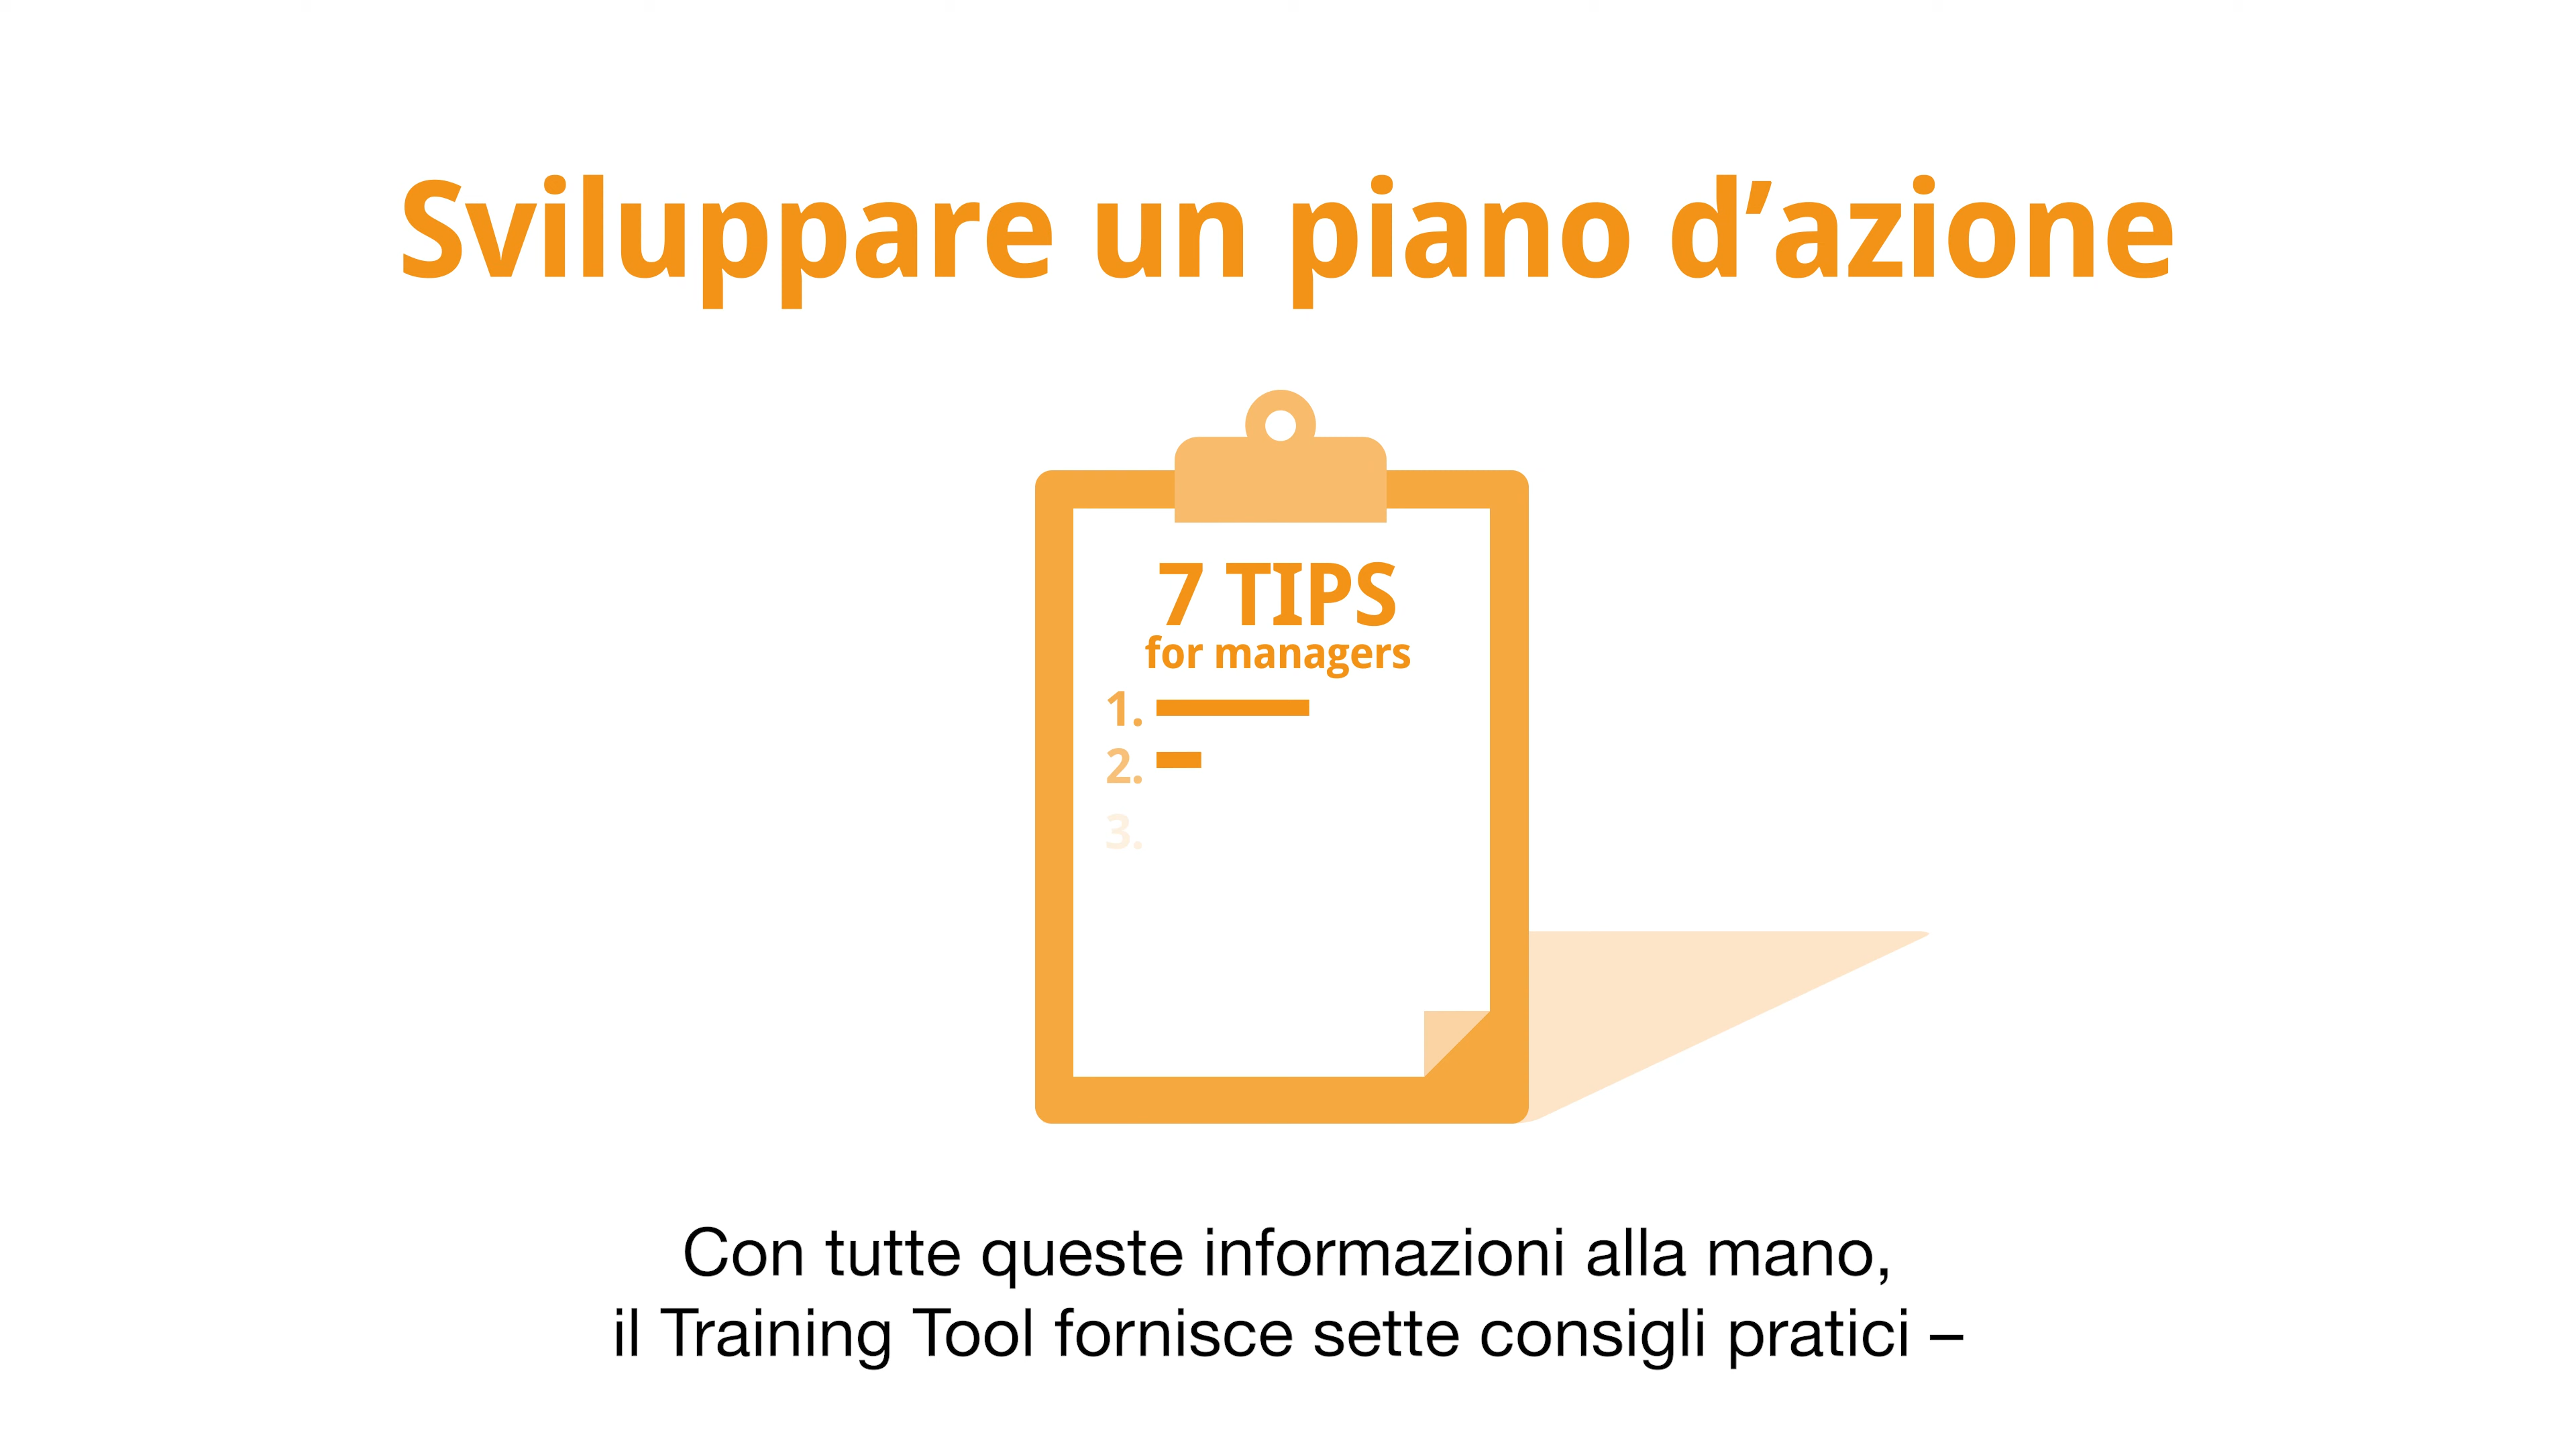 Sviluppare un piano d’azione
7 TIPS
for managers
1.
2.
3.
Con tutte queste informazioni alla mano,
il Training Tool fornisce sette consigli pratici –